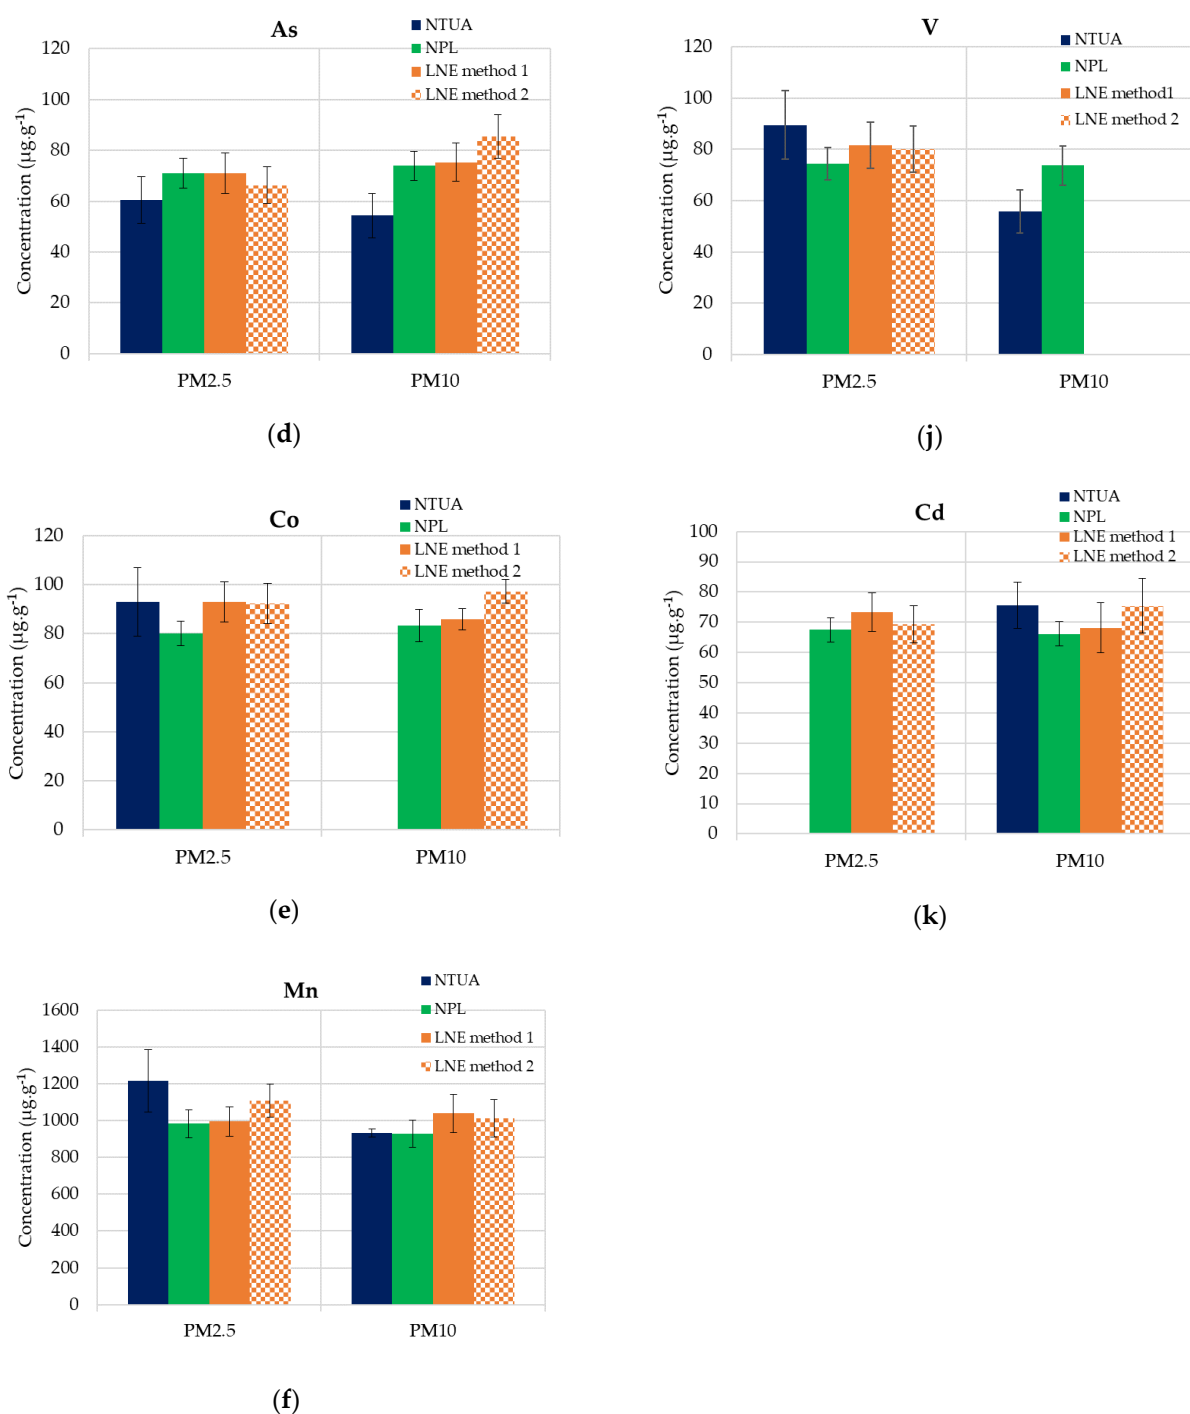 As
NTUA
NPL
LNE method 1
LNE method 2
Concentration (µg.g-1)
120
100
80
60
40
20
0
PM2.5
PM10
(d)
V
NTUA
NPL
LNE method1
LNE method 2
Concentration (µg.g-1)
120
100
80
60
40
20
0
PM2.5
PM10
(j)
Co
NTUA
NPL
LNE method 1
LNE method 2
Concentration (µg.g-1)
120
100
80
60
40
20
0
PM2.5
PM10
(e)
Cd
NTUA
NPL
LNE method 1
LNE method 2
Concentration (µg.g-1)
100
90
80
70
60
50
40
30
20
10
0
PM2.5
PM10
(k)
Mn
NTUA
NPL
LNE method 1
LNE method 2
Concentration (µg.g-1)
1600
1400
1200
1000
800
600
400
200
0
PM2.5
PM10
(f)